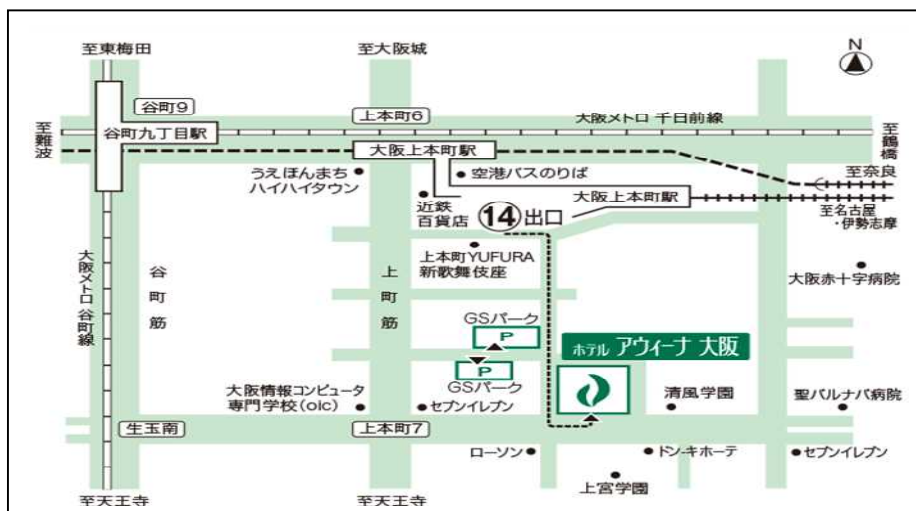 至東梅田
至大阪城
N
谷町9
上本町6
大阪メトロ 千日前線
至難波
谷町九丁目駅
至鶴橋
大阪上本町駅
うえほんまち
ハイハイタウン
空港バスのりば
至奈良
近鉄
百貨店
大阪上本町駅
至名古屋
・伊勢志摩
14出口
上本町YUFURA
新歌舞伎座
大阪赤十字病院
大阪メトロ 谷町線
谷町筋
上町筋
GSパーク
P
ホテル アウィーナ 大阪
P
GSパーク
大阪情報コンピュータ
専門学校(oic)
セブンイレブン
清風学園
聖バルナバ病院
生玉南
上本町7
ローソン
ドン・キホーテ
セブンイレブン
上宮学園
至天王寺
至天王寺